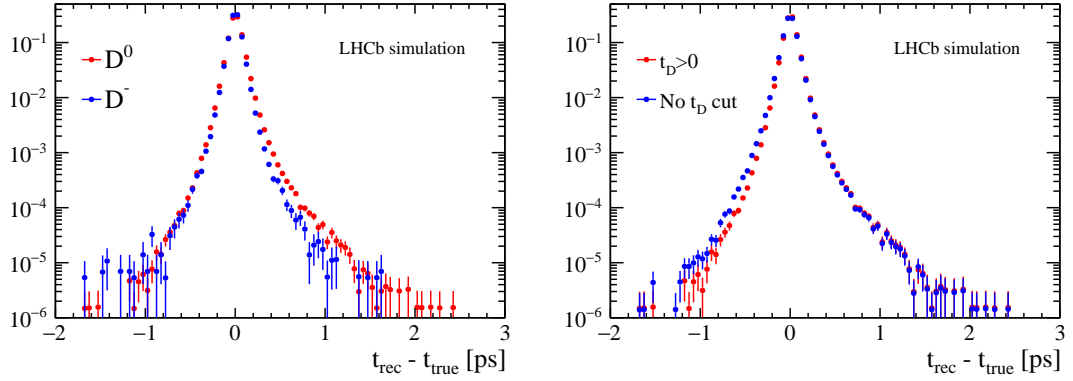 LHCb simulation
D⁰
D⁻
10⁻¹
10⁻²
10⁻³
10⁻⁴
10⁻⁵
10⁻⁶
−2 −1 0 1 2 3
t_rec - t_true [ps]
LHCb simulation
t_D>0
No t_D cut
10⁻¹
10⁻²
10⁻³
10⁻⁴
10⁻⁵
10⁻⁶
−2 −1 0 1 2 3
t_rec - t_true [ps]